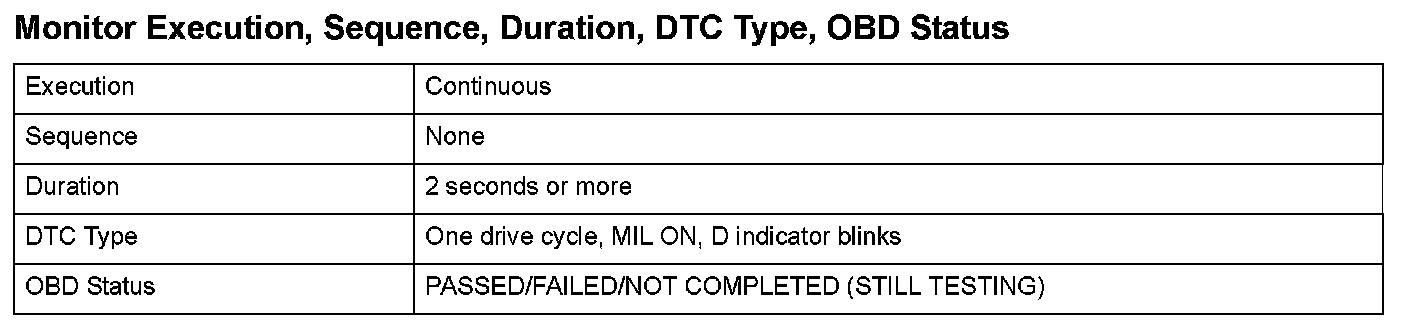 Monitor Execution, Sequence, Duration, DTC Type, OBD Status
Execution Continuous
Sequence None
Duration 2 seconds or more
DTC Type One drive cycle, MIL ON, D indicator blinks
OBD Status PASSED/FAILED/NOT COMPLETED (STILL TESTING)